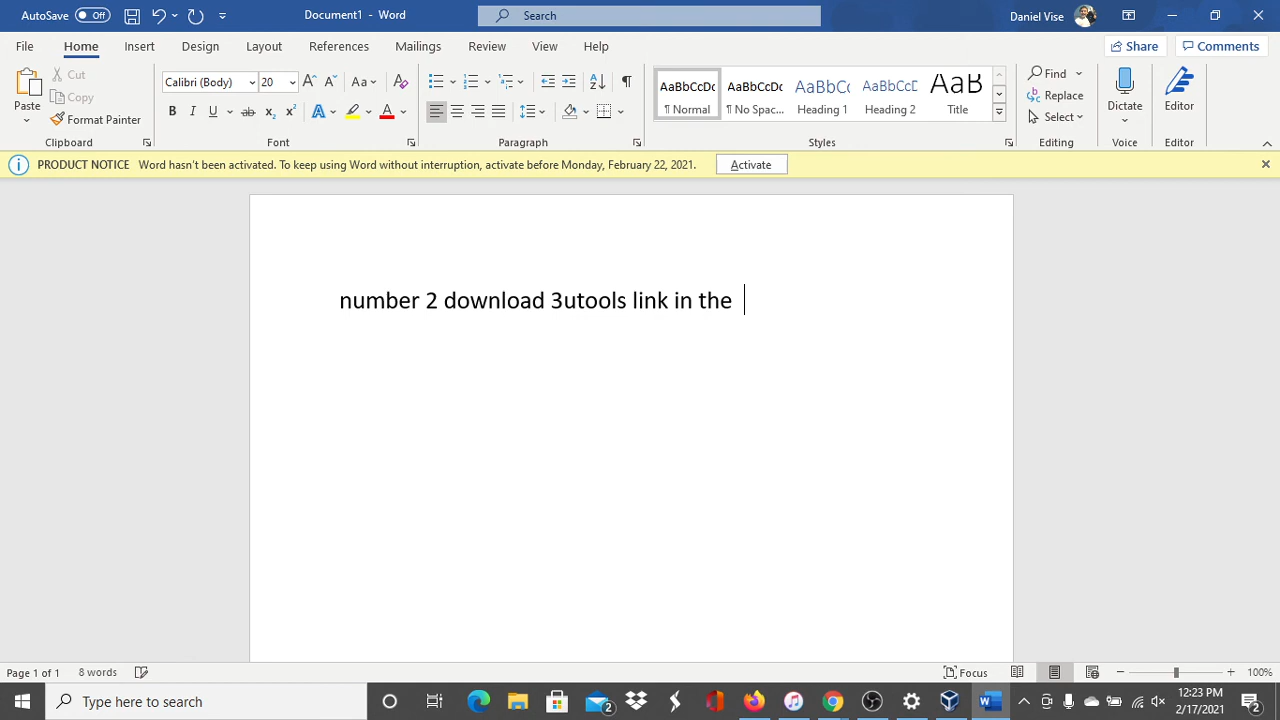 AutoSave Off
Document1 - Word
Search
Daniel Vise
File Home Insert Design Layout References Mailings Review View Help
Share Comments
Paste
Cut
Copy
Format Painter
Clipboard
Calibri (Body) 20
Font
Paragraph
AaBbCcDc AaBbCcDc AaBbCc AaBbCcD AaB
¶ Normal ¶ No Spac... Heading 1 Heading 2 Title
Styles
Find
Replace
Select
Editing
Dictate
Voice
Editor
Editor
PRODUCT NOTICE Word hasn't been activated. To keep using Word without interruption, activate before Monday, February 22, 2021. Activate
number 2 download 3utools link in the
Page 1 of 1 8 words Focus 100%
Type here to search
2
12:23 PM
2/17/2021
2